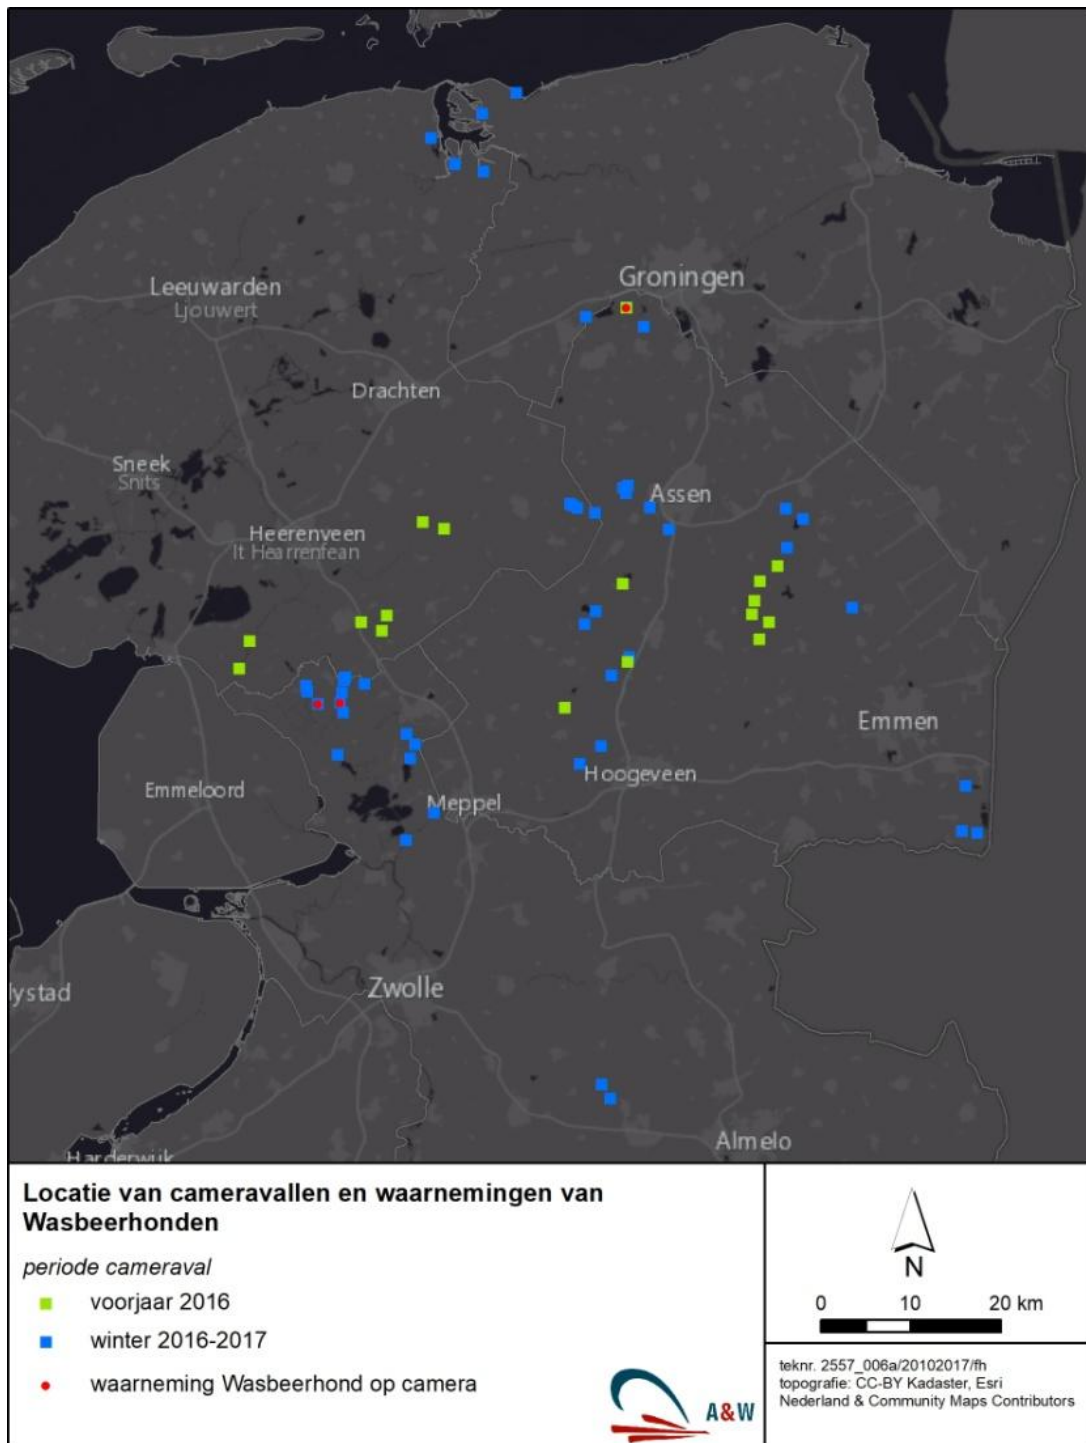 Groningen
Leeuwarden
Ljouwert
Drachten
Sneek
Snits
Assen
Heerenveen
It Hearrenfean
Emmen
Hoogeveen
Emmeloord
Meppel
Zwolle
lystad
Almelo
Harderwijk
Locatie van cameravallen en waarnemingen van
Wasbeerhonden
periode cameraval
voorjaar 2016
winter 2016-2017
waarneming Wasbeerhond op camera
A&W
N
0 10 20 km
teknr. 2557_006a/20102017/fh
topografie: CC-BY Kadaster, Esri
Nederland & Community Maps Contributors